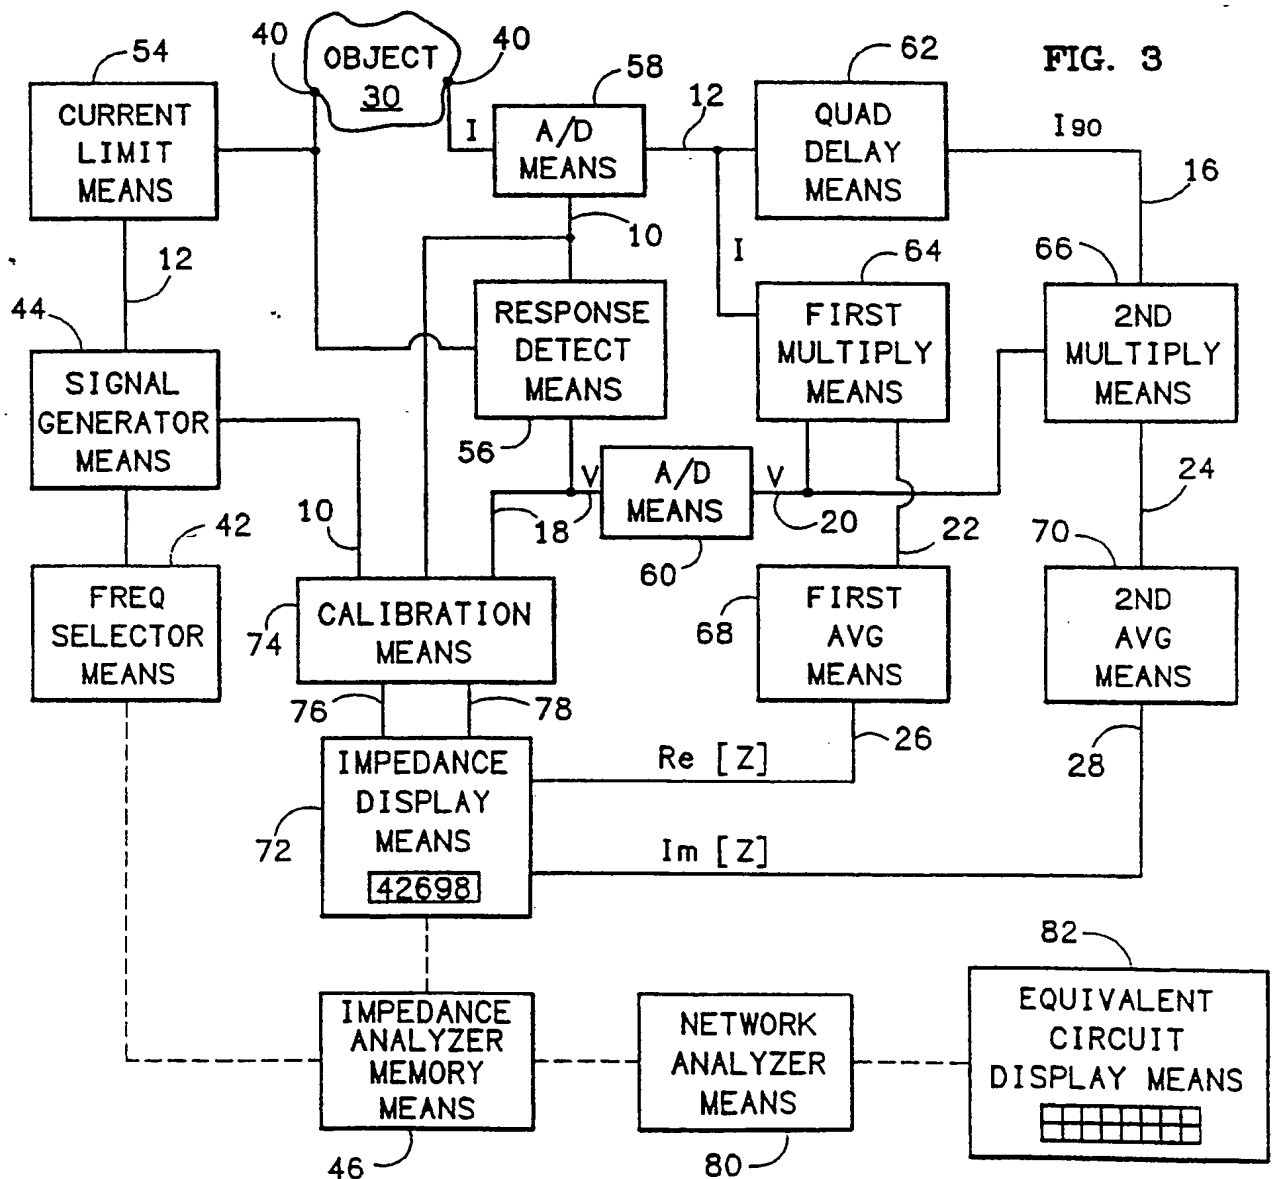 FIG. 3
54
40
OBJECT
30
40
58
62
CURRENT
LIMIT
MEANS
I
A/D
MEANS
12
QUAD
DELAY
MEANS
I90
16
12
10
I
64
66
44
RESPONSE
DETECT
MEANS
FIRST
MULTIPLY
MEANS
2ND
MULTIPLY
MEANS
SIGNAL
GENERATOR
MEANS
56
V
A/D
MEANS
V
24
10
18
20
42
60
22
70
FREQ
SELECTOR
MEANS
74
CALIBRATION
MEANS
68
FIRST
AVG
MEANS
2ND
AVG
MEANS
76
78
26
28
IMPEDANCE
DISPLAY
MEANS
42698
72
Re [Z]
Im [Z]
82
IMPEDANCE
ANALYZER
MEMORY
MEANS
NETWORK
ANALYZER
MEANS
EQUIVALENT
CIRCUIT
DISPLAY MEANS
46
80